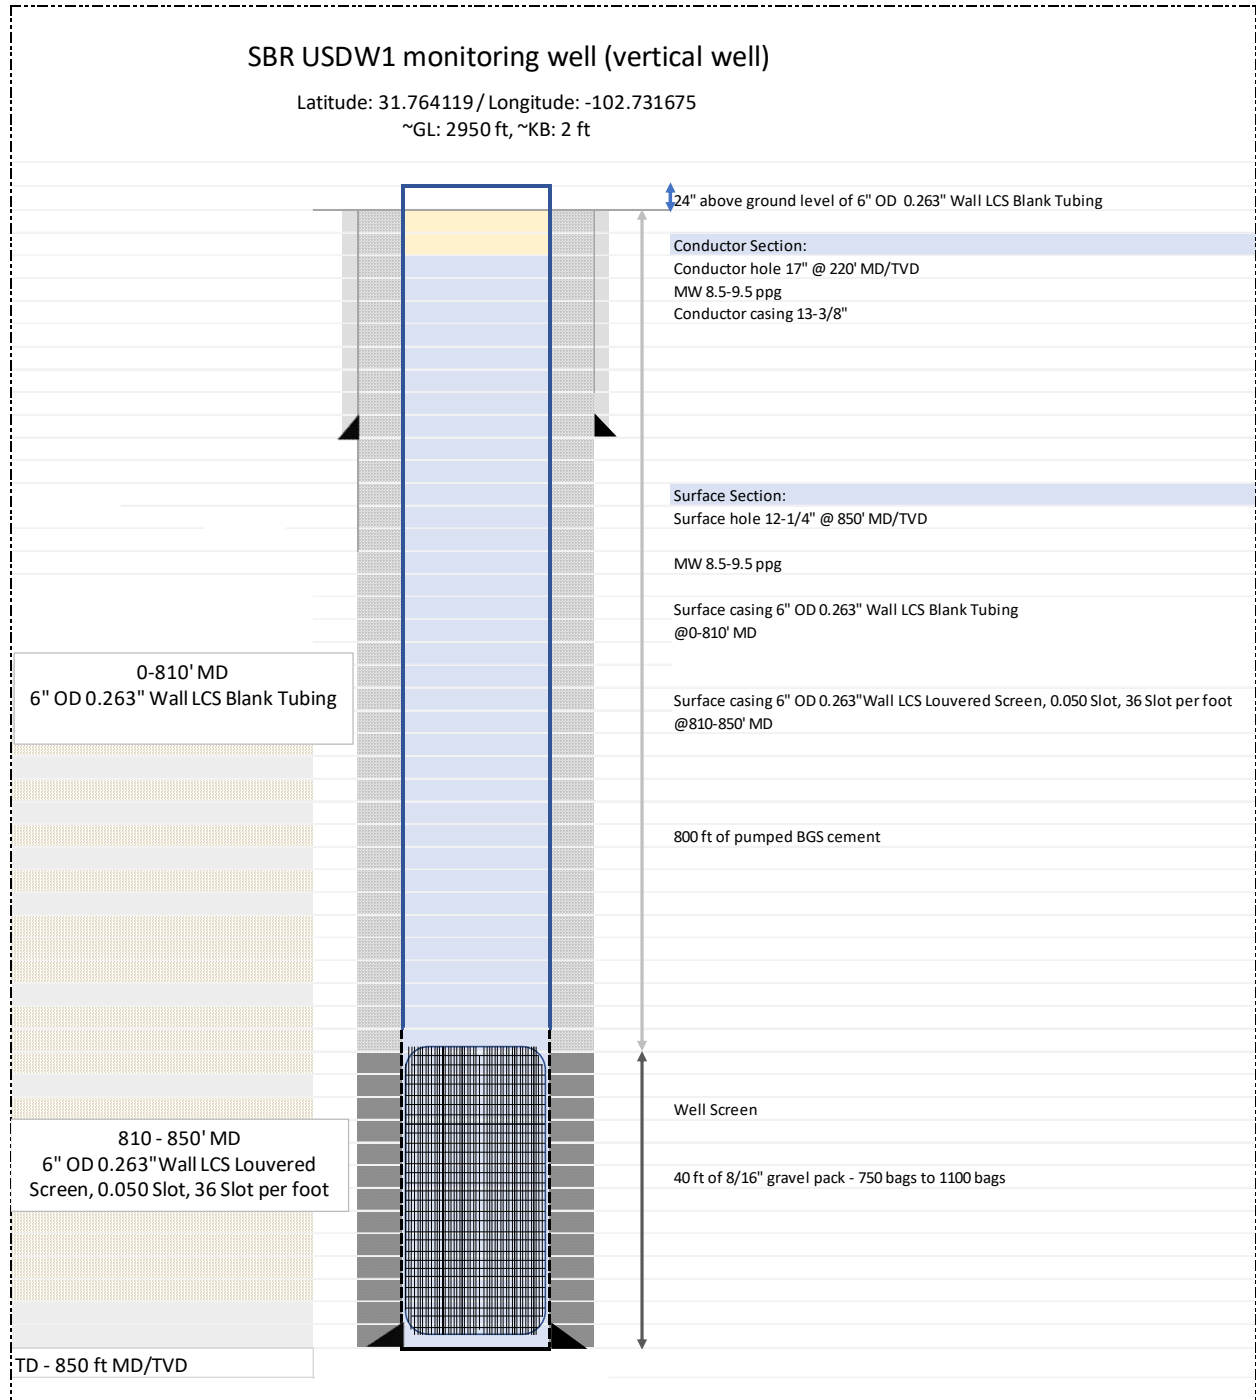 SBR USDW1 monitoring well (vertical well)
Latitude: 31.764119 / Longitude: -102.731675
~GL: 2950 ft, ~KB: 2 ft
24" above ground level of 6" OD 0.263" Wall LCS Blank Tubing
Conductor Section:
Conductor hole 17" @ 220' MD/TVD
MW 8.5-9.5 ppg
Conductor casing 13-3/8"
Surface Section:
Surface hole 12-1/4" @ 850' MD/TVD
MW 8.5-9.5 ppg
Surface casing 6" OD 0.263" Wall LCS Blank Tubing
@0-810' MD
0-810' MD
6" OD 0.263" Wall LCS Blank Tubing
Surface casing 6" OD 0.263"Wall LCS Louvered Screen, 0.050 Slot, 36 Slot per foot
@810-850' MD
800 ft of pumped BGS cement
Well Screen
810 - 850' MD
6" OD 0.263"Wall LCS Louvered
Screen, 0.050 Slot, 36 Slot per foot
40 ft of 8/16" gravel pack - 750 bags to 1100 bags
TD - 850 ft MD/TVD